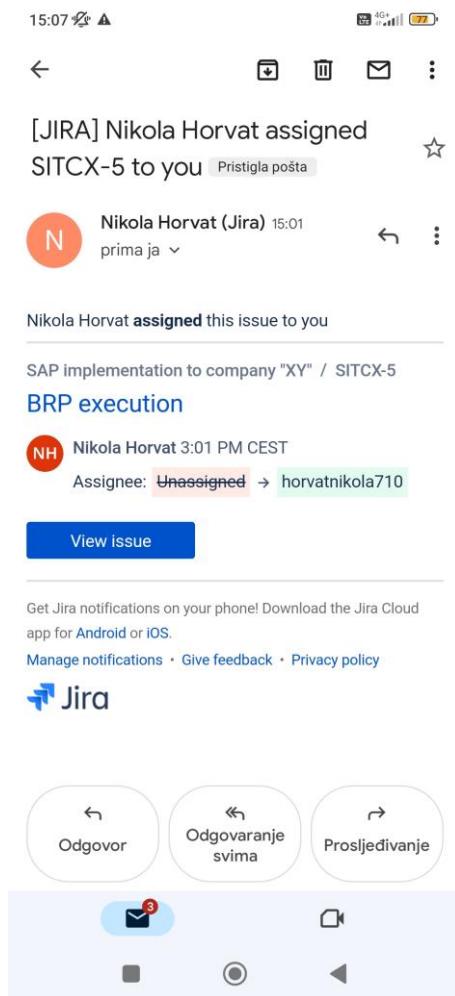 15:07
4G+
77
[JIRA] Nikola Horvat assigned
SITCX-5 to you Pristigla pošta
N
Nikola Horvat (Jira) 15:01
prima ja
Nikola Horvat assigned this issue to you
SAP implementation to company "XY" / SITCX-5
BRP execution
NH
Nikola Horvat 3:01 PM CEST
Assignee: Unassigned → horvatnikola710
View issue
Get Jira notifications on your phone! Download the Jira Cloud
app for Android or iOS.
Manage notifications • Give feedback • Privacy policy
Jira
Odgovor
Odgovaranje
svima
Prosljeđivanje
3